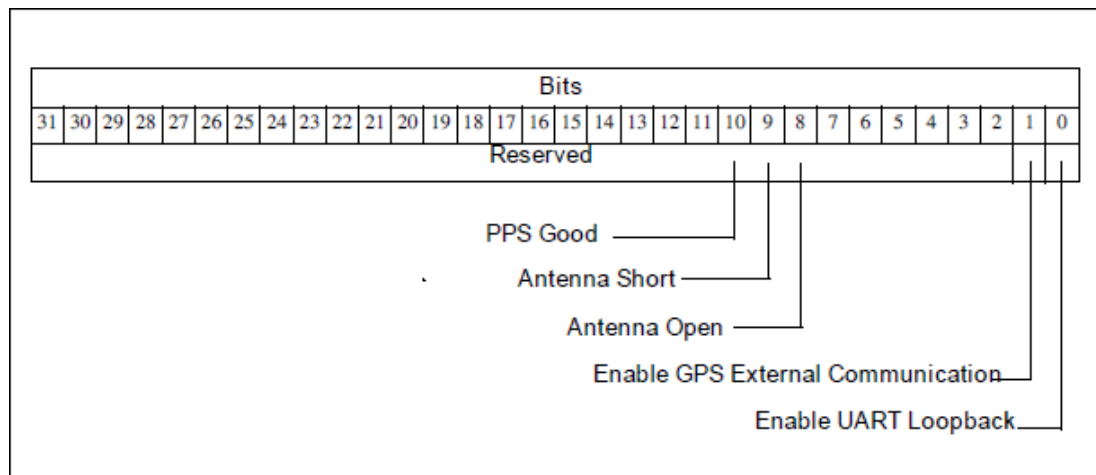 Bits
31 30 29 28 27 26 25 24 23 22 21 20 19 18 17 16 15 14 13 12 11 10 9 8 7 6 5 4 3 2 1 0
Reserved
PPS Good
Antenna Short
Antenna Open
Enable GPS External Communication
Enable UART Loopback